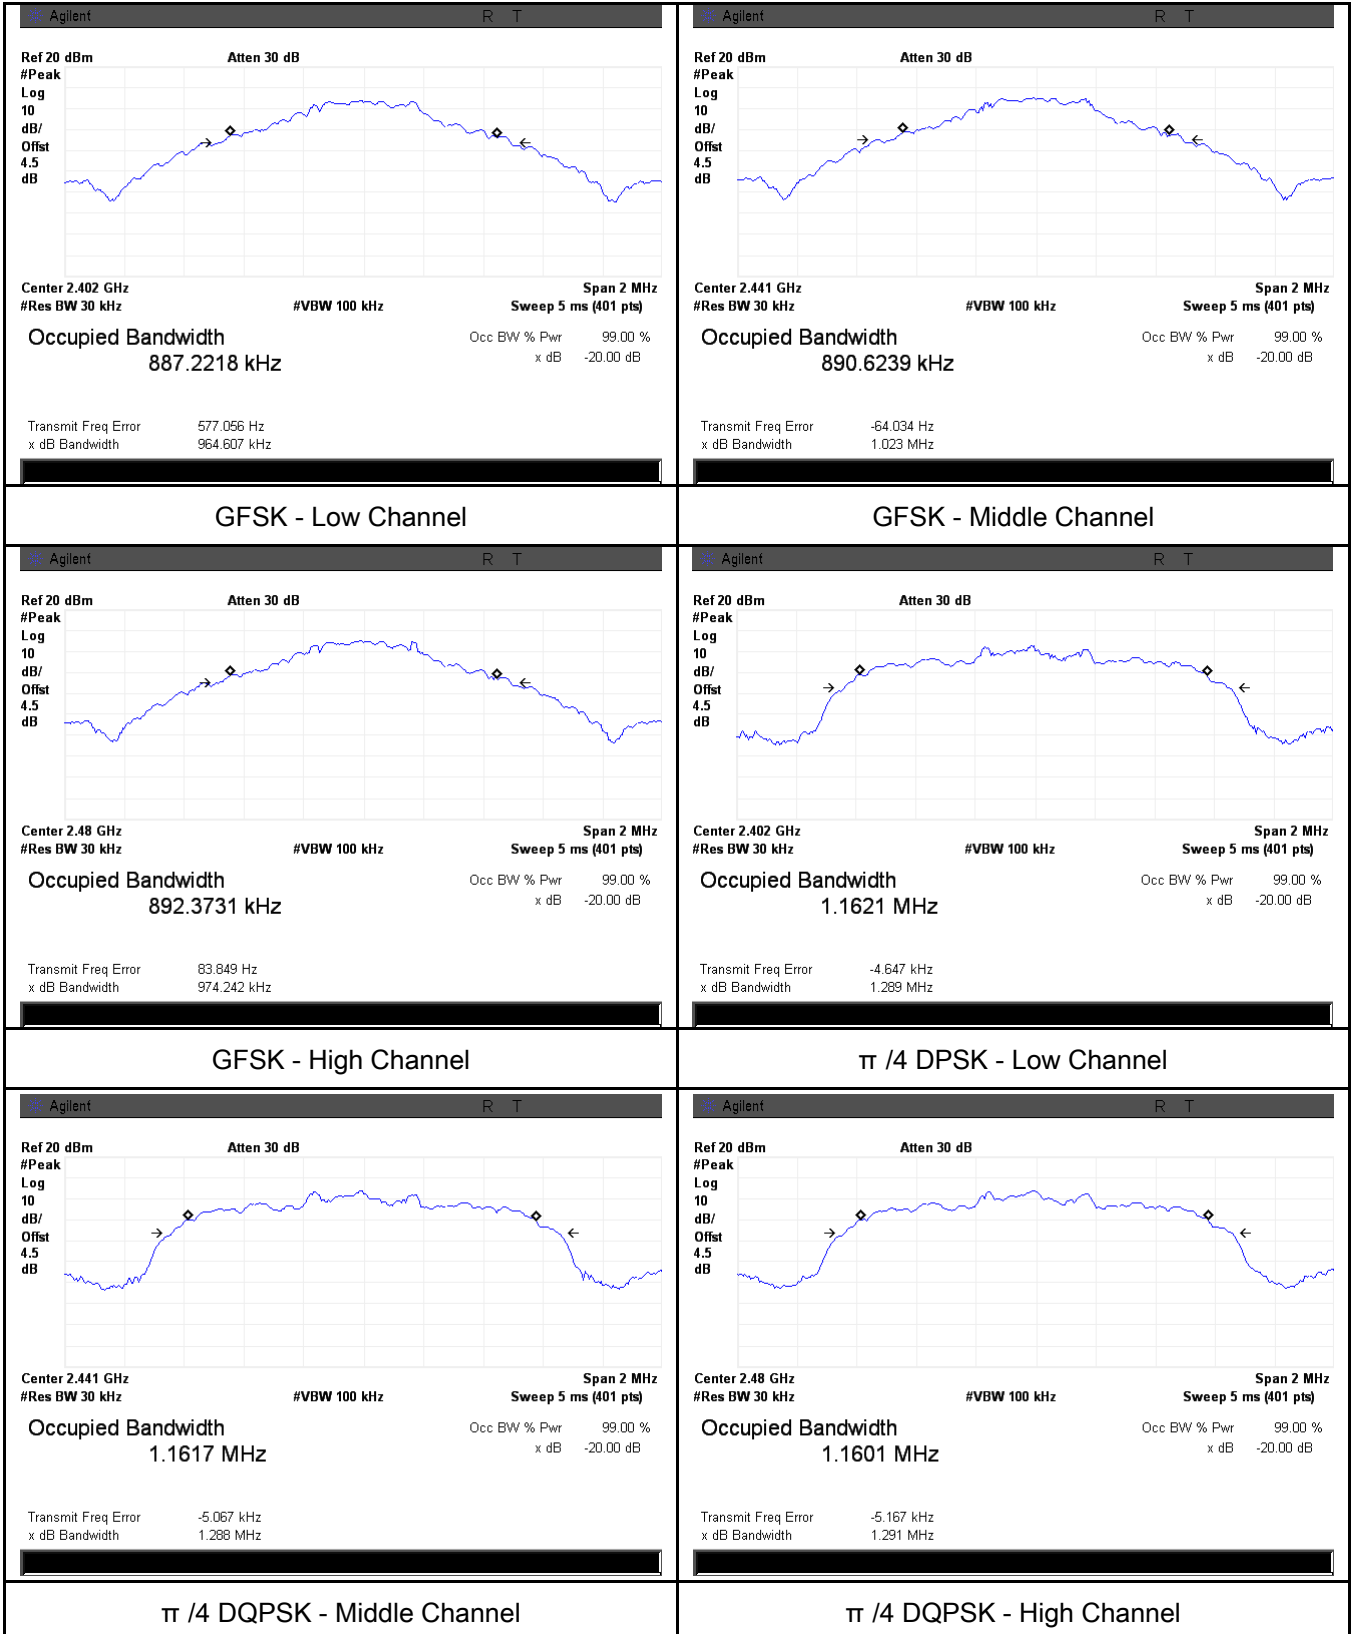 Agilent R T
Ref 20 dBm Atten 30 dB
#Peak
Log
10
dB/
Offst
4.5
dB
Center 2.402 GHz Span 2 MHz
#Res BW 30 kHz #VBW 100 kHz Sweep 5 ms (401 pts)
Occupied Bandwidth Occ BW % Pwr 99.00 %
887.2218 kHz x dB -20.00 dB
Transmit Freq Error 577.056 Hz
x dB Bandwidth 964.607 kHz
GFSK - Low Channel
Agilent R T
Ref 20 dBm Atten 30 dB
#Peak
Log
10
dB/
Offst
4.5
dB
Center 2.441 GHz Span 2 MHz
#Res BW 30 kHz #VBW 100 kHz Sweep 5 ms (401 pts)
Occupied Bandwidth Occ BW % Pwr 99.00 %
890.6239 kHz x dB -20.00 dB
Transmit Freq Error -64.034 Hz
x dB Bandwidth 1.023 MHz
GFSK - Middle Channel
Agilent R T
Ref 20 dBm Atten 30 dB
#Peak
Log
10
dB/
Offst
4.5
dB
Center 2.48 GHz Span 2 MHz
#Res BW 30 kHz #VBW 100 kHz Sweep 5 ms (401 pts)
Occupied Bandwidth Occ BW % Pwr 99.00 %
892.3731 kHz x dB -20.00 dB
Transmit Freq Error 83.849 Hz
x dB Bandwidth 974.242 kHz
GFSK - High Channel
Agilent R T
Ref 20 dBm Atten 30 dB
#Peak
Log
10
dB/
Offst
4.5
dB
Center 2.402 GHz Span 2 MHz
#Res BW 30 kHz #VBW 100 kHz Sweep 5 ms (401 pts)
Occupied Bandwidth Occ BW % Pwr 99.00 %
1.1621 MHz x dB -20.00 dB
Transmit Freq Error -4.647 kHz
x dB Bandwidth 1.289 MHz
π /4 DPSK - Low Channel
Agilent R T
Ref 20 dBm Atten 30 dB
#Peak
Log
10
dB/
Offst
4.5
dB
Center 2.441 GHz Span 2 MHz
#Res BW 30 kHz #VBW 100 kHz Sweep 5 ms (401 pts)
Occupied Bandwidth Occ BW % Pwr 99.00 %
1.1617 MHz x dB -20.00 dB
Transmit Freq Error -5.067 kHz
x dB Bandwidth 1.288 MHz
π /4 DQPSK - Middle Channel
Agilent R T
Ref 20 dBm Atten 30 dB
#Peak
Log
10
dB/
Offst
4.5
dB
Center 2.48 GHz Span 2 MHz
#Res BW 30 kHz #VBW 100 kHz Sweep 5 ms (401 pts)
Occupied Bandwidth Occ BW % Pwr 99.00 %
1.1601 MHz x dB -20.00 dB
Transmit Freq Error -5.167 kHz
x dB Bandwidth 1.291 MHz
π /4 DQPSK - High Channel